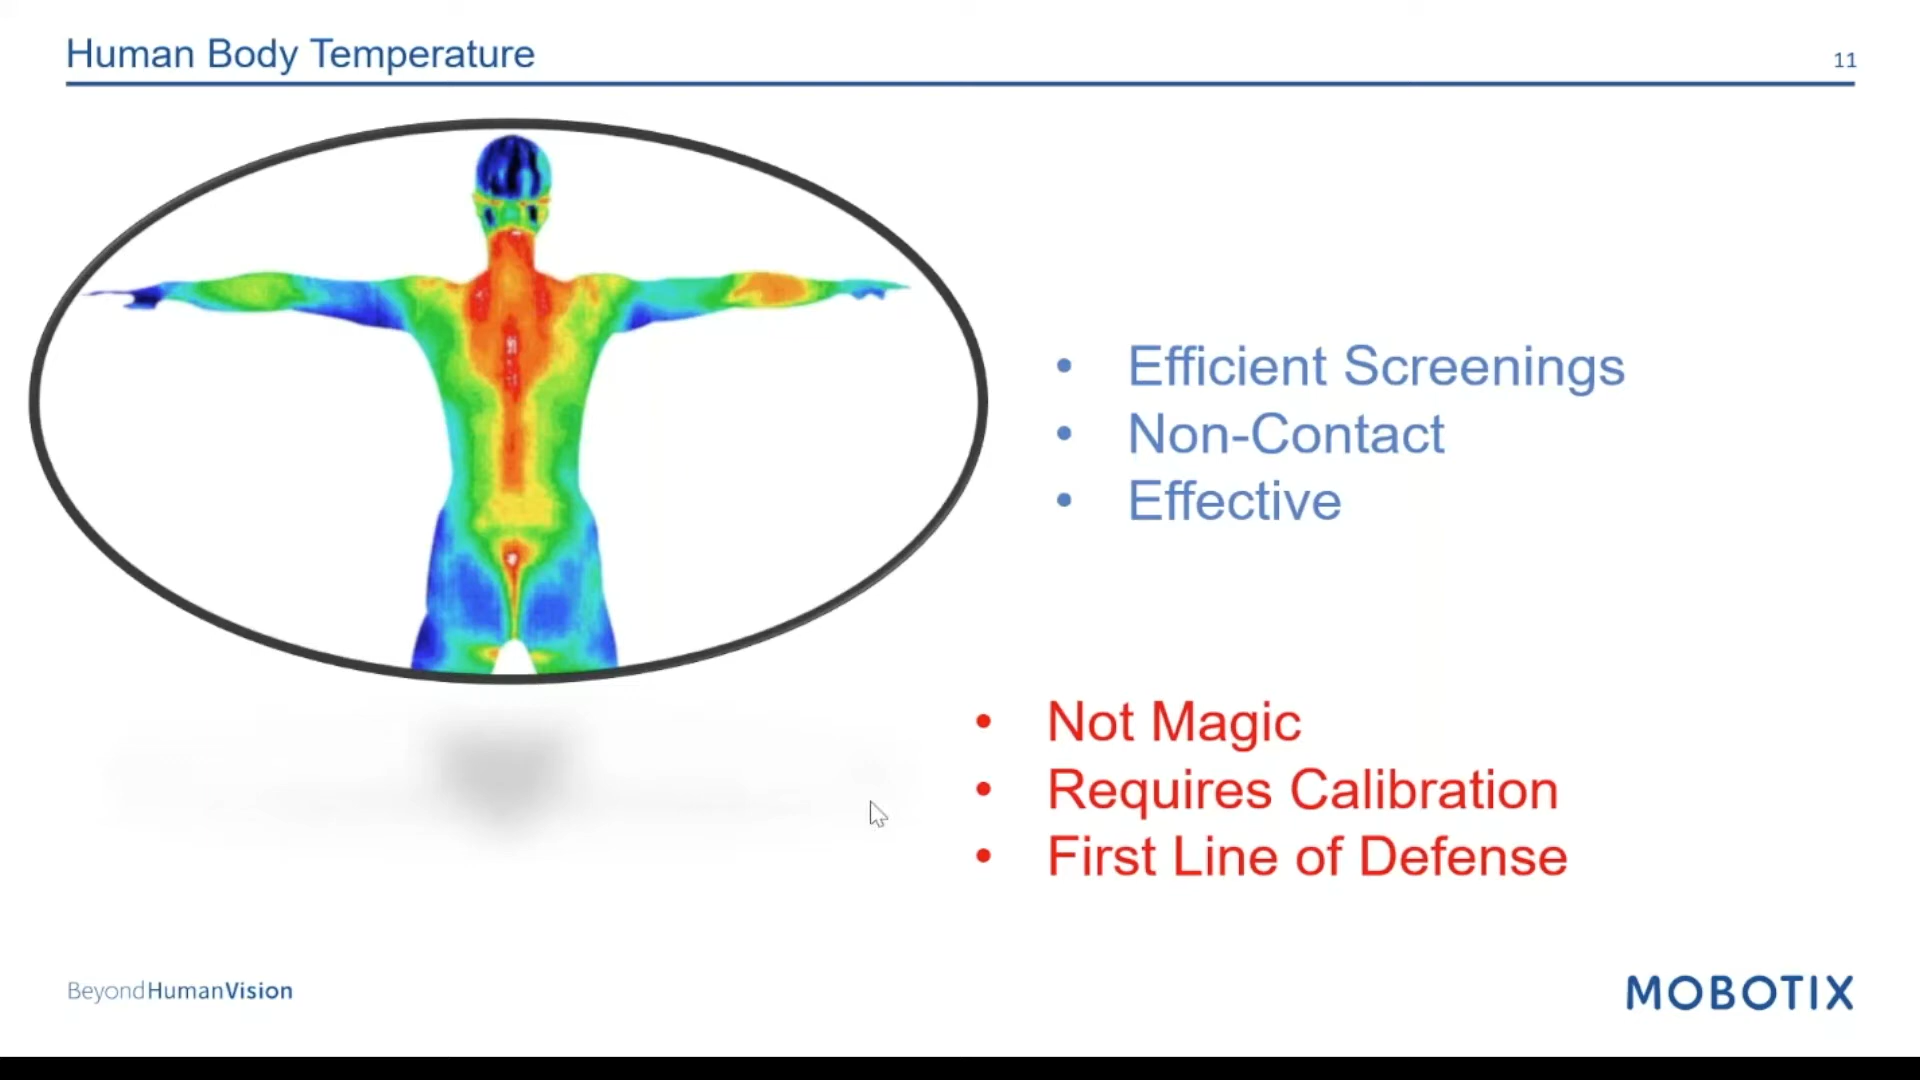 Human Body Temperature
11
• Efficient Screenings
• Non-Contact
• Effective
• Not Magic
• Requires Calibration
• First Line of Defense
BeyondHumanVision
MOBOTIX